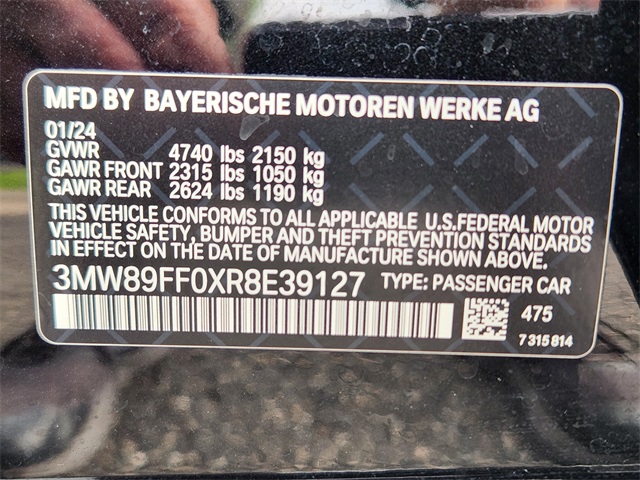 MFD BY BAYERISCHE MOTOREN WERKE AG
01/24
GVWR 4740 lbs 2150 kg
GAWR FRONT 2315 lbs 1050 kg
GAWR REAR 2624 lbs 1190 kg
THIS VEHICLE CONFORMS TO ALL APPLICABLE U.S.FEDERAL MOTOR
VEHICLE SAFETY, BUMPER AND THEFT PREVENTION STANDARDS
IN EFFECT ON THE DATE OF MANUFACTURE SHOWN ABOVE.
3MW89FF0XR8E39127 TYPE: PASSENGER CAR
475
7 315 814